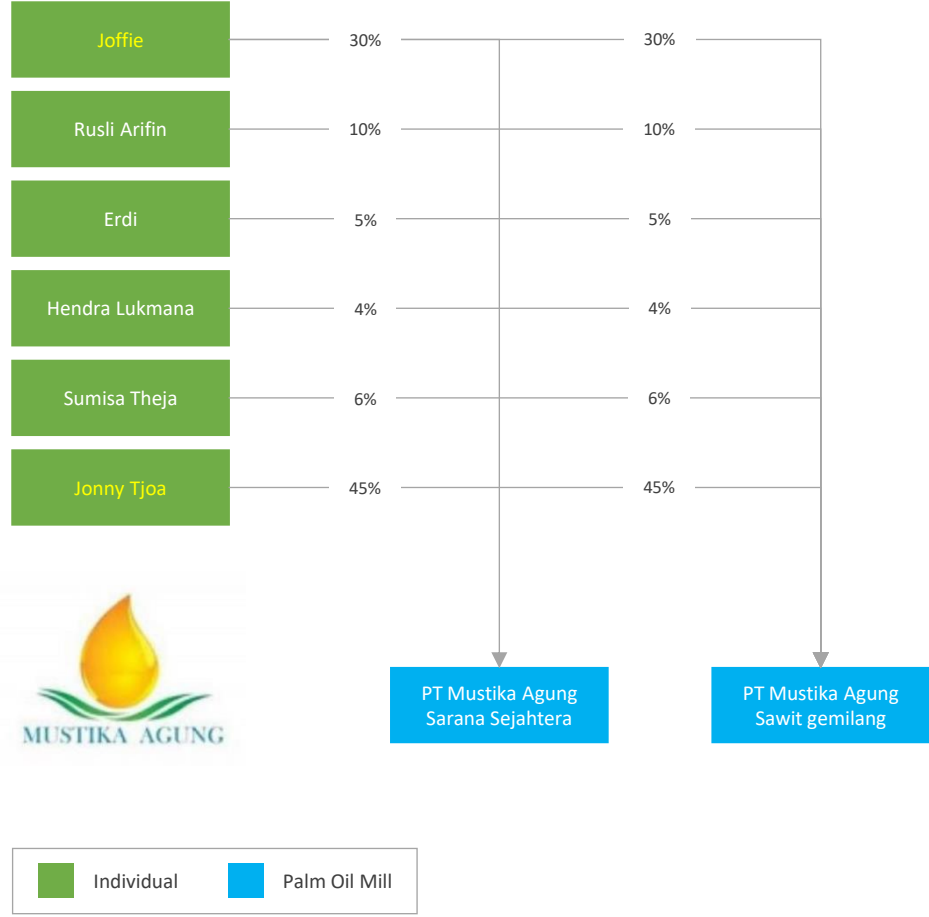 Joffie
30%
30%
Rusli Arifin
10%
10%
Erdi
5%
5%
Hendra Lukmana
4%
4%
Sumisa Theja
6%
6%
Jonny Tjoa
45%
45%
MUSTIKA AGUNG
PT Mustika Agung
Sarana Sejahtera
PT Mustika Agung
Sawit gemilang
Individual
Palm Oil Mill